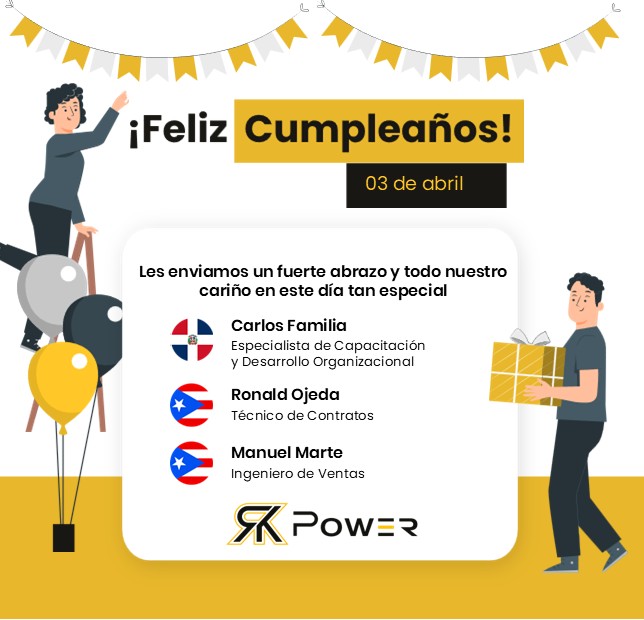 ¡Feliz Cumpleaños!
03 de abril
Les enviamos un fuerte abrazo y todo nuestro
cariño en este día tan especial
Carlos Familia
Especialista de Capacitación
y Desarrollo Organizacional
Ronald Ojeda
Técnico de Contratos
Manuel Marte
Ingeniero de Ventas
RK POWER